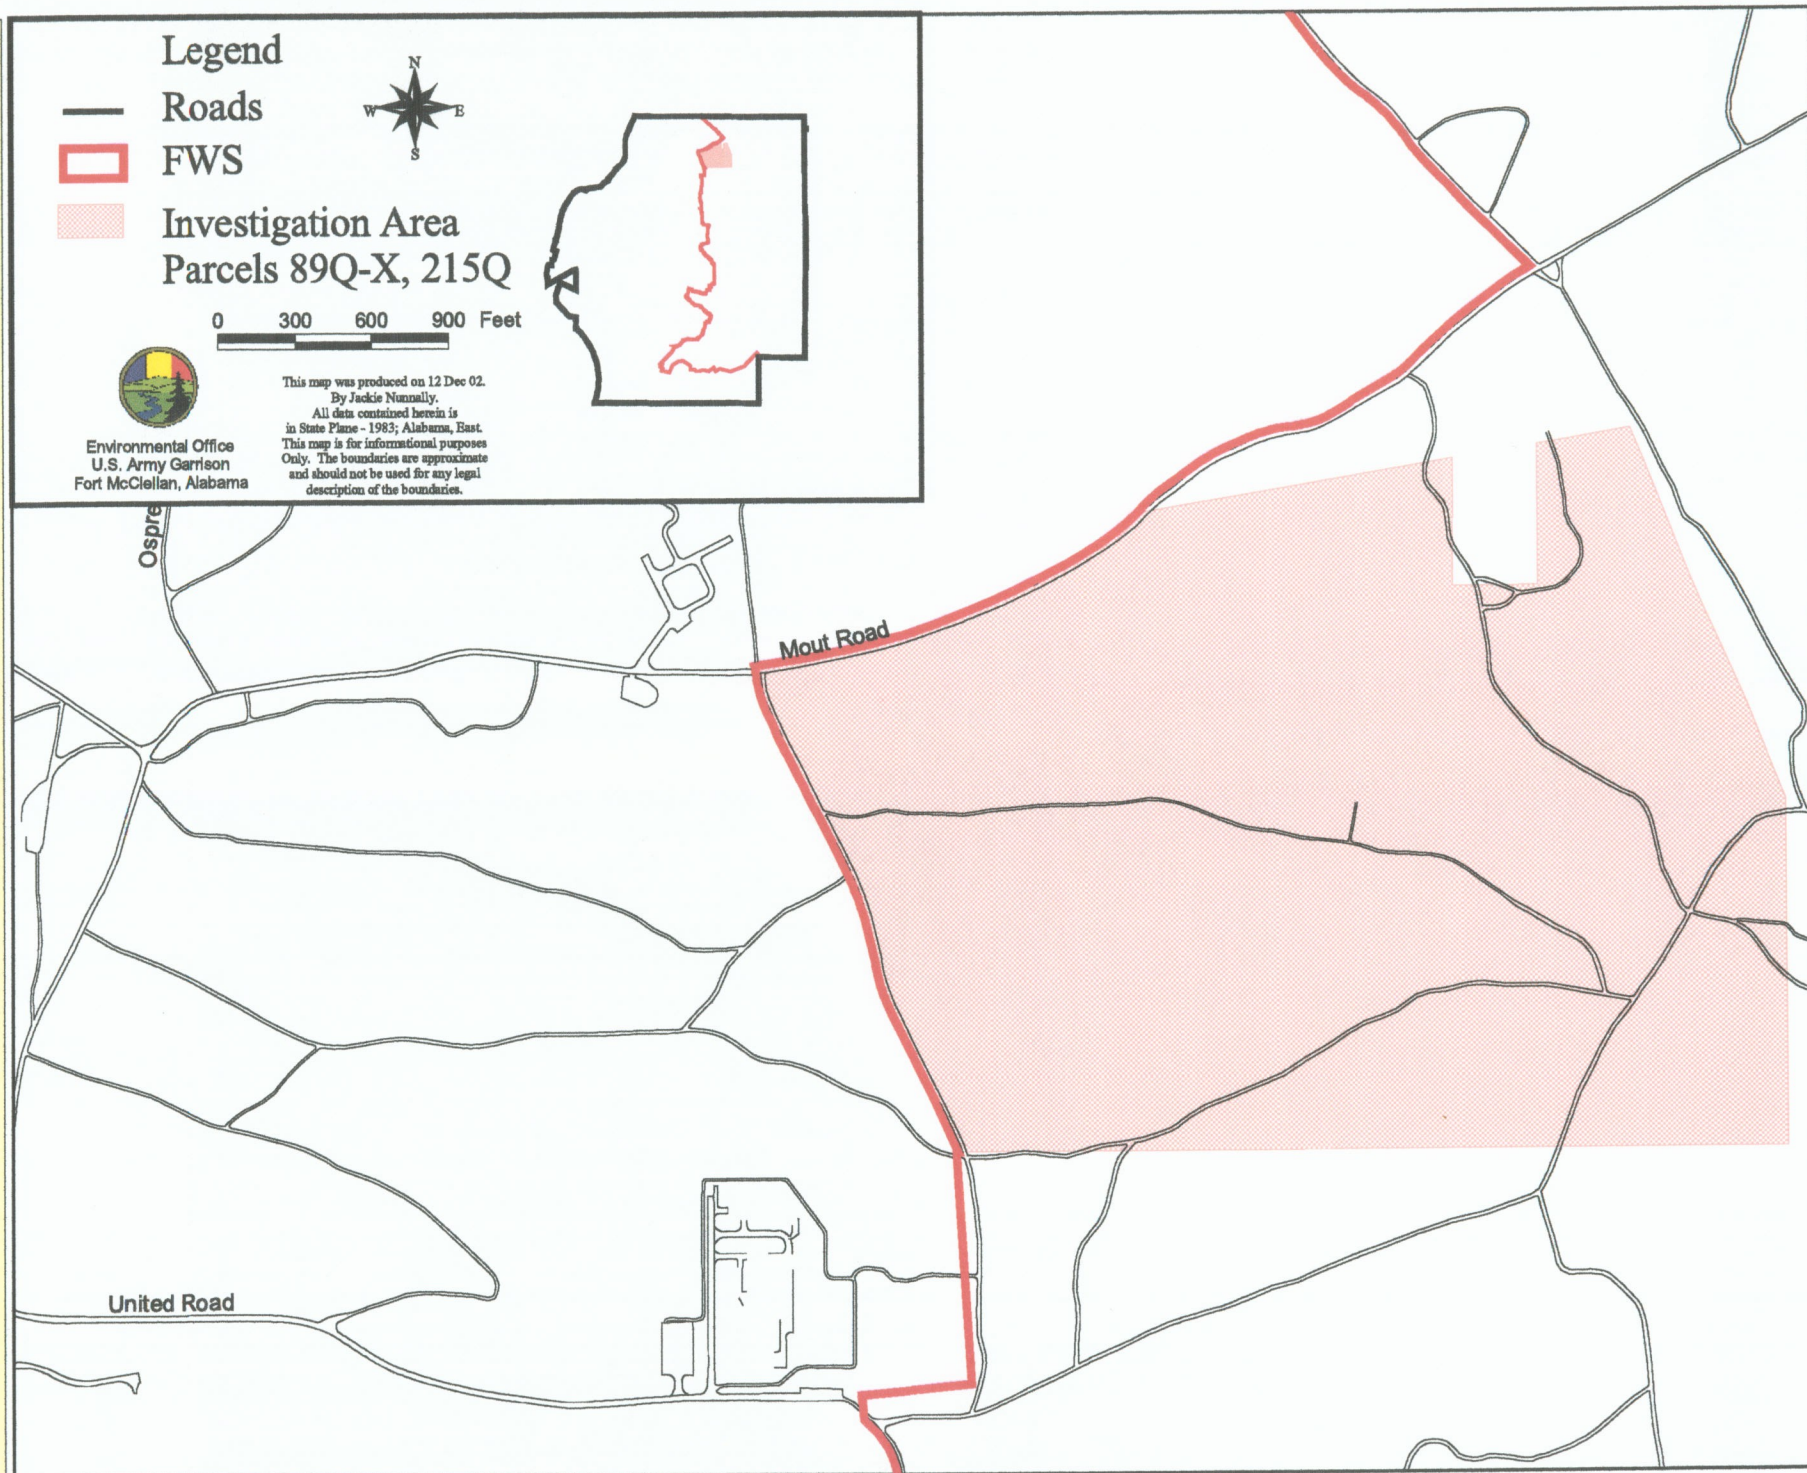 Legend
N
Roads
W E
FWS
S
Investigation Area
Parcels 89Q-X, 215Q
0 300 600 900 Feet
This map was produced on 12 Dec 02.
By Jackie Nunnally.
All data contained herein is
in State Plane - 1983; Alabama, East.
This map is for informational purposes
Only. The boundaries are approximate
and should not be used for any legal
description of the boundaries.
Environmental Office
U.S. Army Garrison
Fort McClellan, Alabama
Ospre
Mout Road
United Road